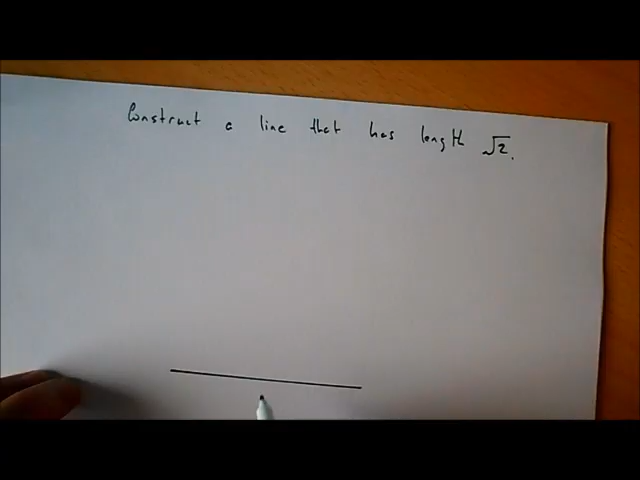 Construct a line that has length √2.